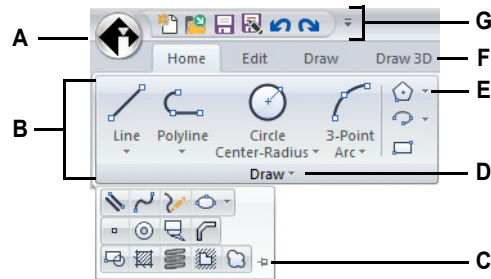 G
A
Home Edit Draw Draw 3D F
E
B
Line Polyline Circle 3-Point
Center-Radius Arc
Draw D
C